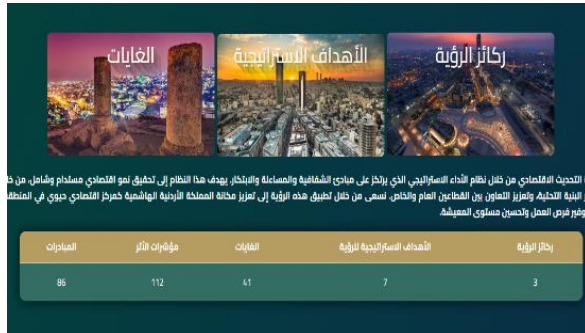 ركائز الرؤية
الأهداف الاستراتيجية
الغايات
التحديث الاقتصادي من خلال نظام الأداء الاستراتيجي الذي يرتكز على مبادئ الشفافية والمساءلة والابتكار. يهدف هذا النظام إلى تحقيق نمو اقتصادي مستدام وشامل، من
البنية التحتية، وتعزيز التعاون بين القطاعين العام والخاص. نسعى من خلال تطبيق هذه الرؤية إلى تعزيز مكانة المملكة الأردنية الهاشمية كمركز اقتصادي حيوي في
وفير فرص العمل وتحسين مستوى المعيشة.
ركائز الرؤية الأهداف الاستراتيجية للرؤية الغايات مؤشرات الأثر المبادرات
3 7 41 112 86